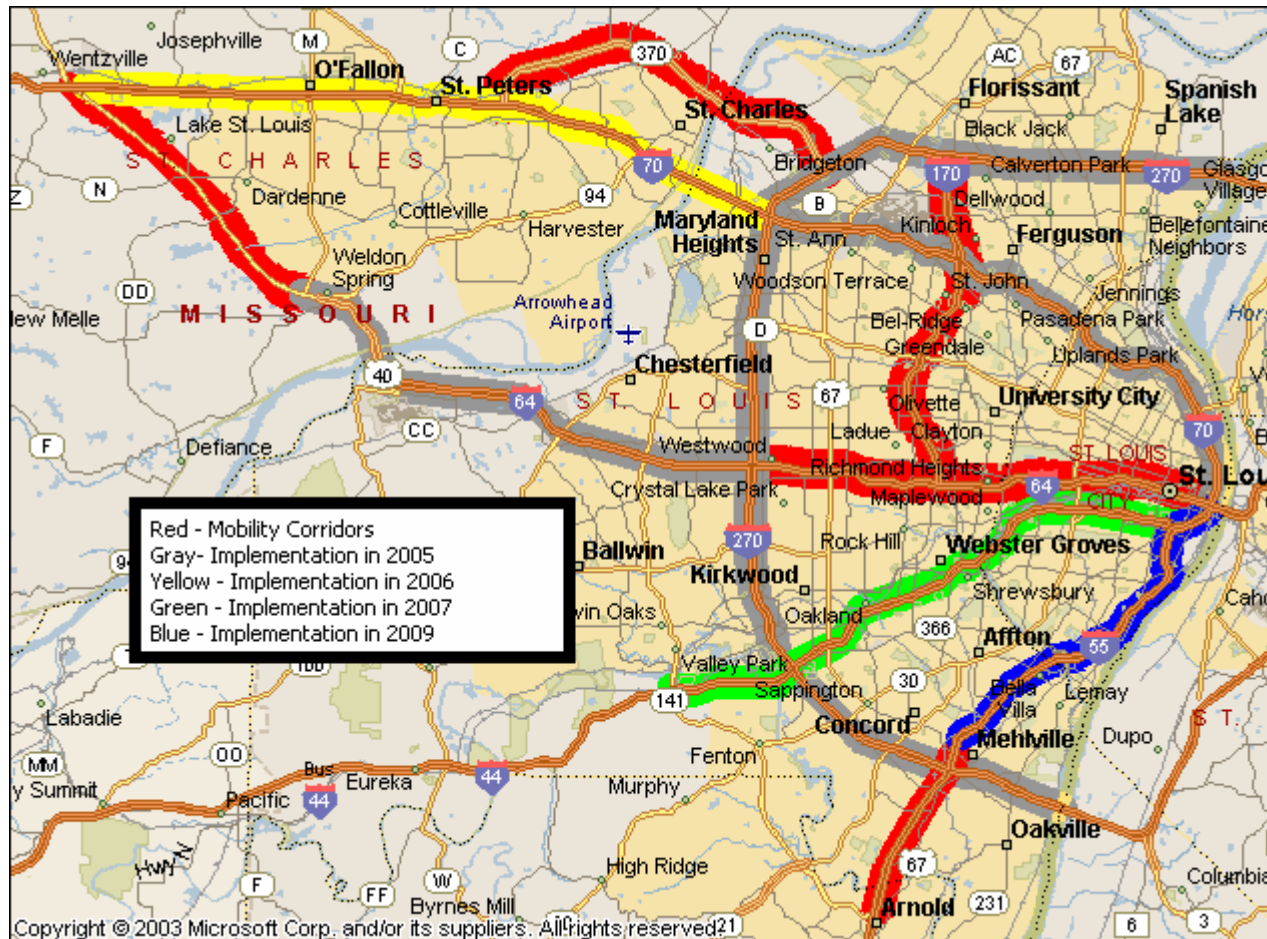 Josephville
M
C
370
AC
67
Wentzville
O'Fallon
St. Peters
Florissant
Spanish
Lake
St. Charles
Black Jack
Lake St. Louis
Bridgeton
Calverton Park
ST. CHARLES
70
170
270
Village
N
94
B
Dellwood
Dardenne
Cottleville
Harvester
Maryland
Heights
St. Ann
Kinloch
Ferguson
Bellefontaine
Neighbors
Weldon
Spring
Woodson Terrace
St. John
DD
MISSOURI
Arrowhead
Airport
D
Jennings
Bel-Ridge
Pasadena Park
Greendale
Uplands Park
40
Chesterfield
64
ST. LOUIS
67
Olivette
University City
CC
70
F
Defiance
Westwood
Ladue
Clayton
ST. LOUIS
CITY
Richmond Heights
St. Lou
Crystal Lake Park
Maplewood
64
Red - Mobility Corridors
Gray- Implementation in 2005
Yellow - Implementation in 2006
Green - Implementation in 2007
Blue - Implementation in 2009
270
Rock Hill
Webster Groves
Ballwin
Kirkwood
Shrewsbury
Oakland
366
Affton
55
Valley Park
Sappington
30
Bella
Villa
Lemay
Labadie
141
Concord
Mehlville
Dupo
ST.
MM
OO
Bus
44
Eureka
44
Fenton
Pacific
Murphy
Oakville
Hwy N
67
High Ridge
F
FF
W
Byrnes Mill
Arnold
231
6
3
Copyright © 2003 Microsoft Corp. and/or its suppliers. All rights reserved.